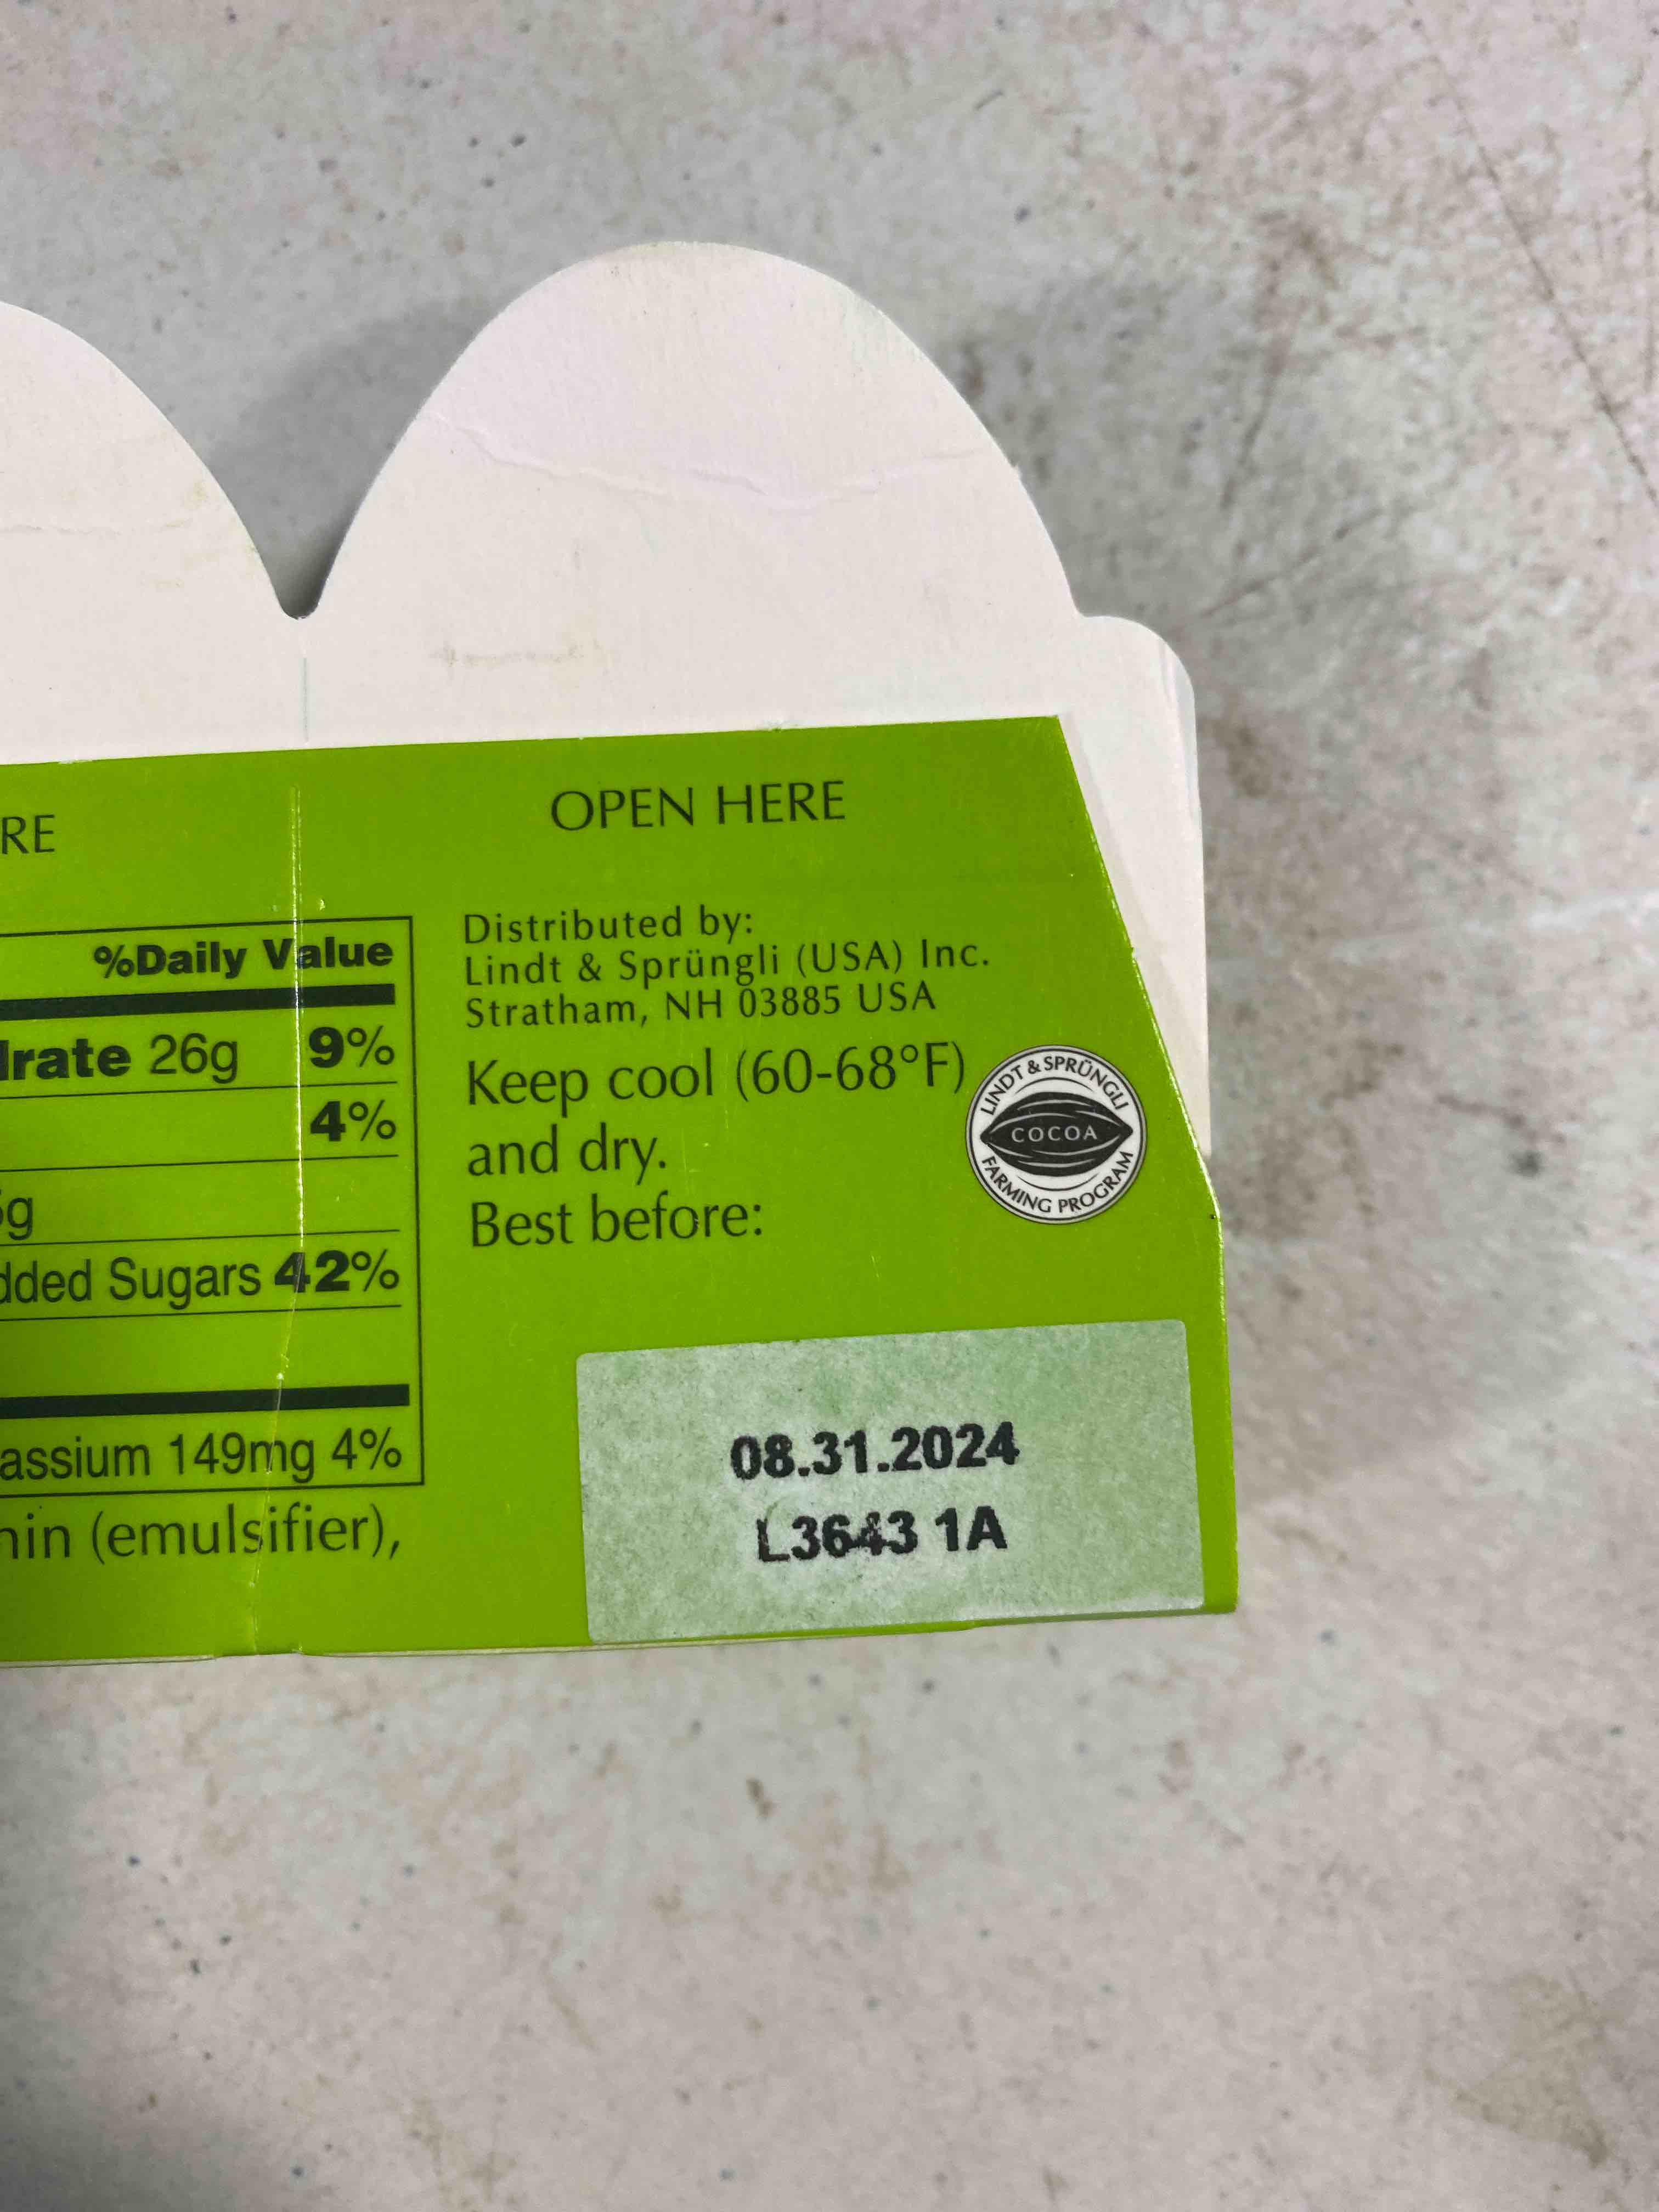 RE
OPEN HERE
%Daily Value
drate 26g 9%
4%
g
dded Sugars 42%
assium 149mg 4%
nin (emulsifier),
Distributed by:
Lindt & Sprüngli (USA) Inc.
Stratham, NH 03885 USA
Keep cool (60-68°F)
and dry.
Best before:
LINDT & SPRÜNGLI
COCOA
FARMING PROGRAM
08.31.2024
L3643 1A